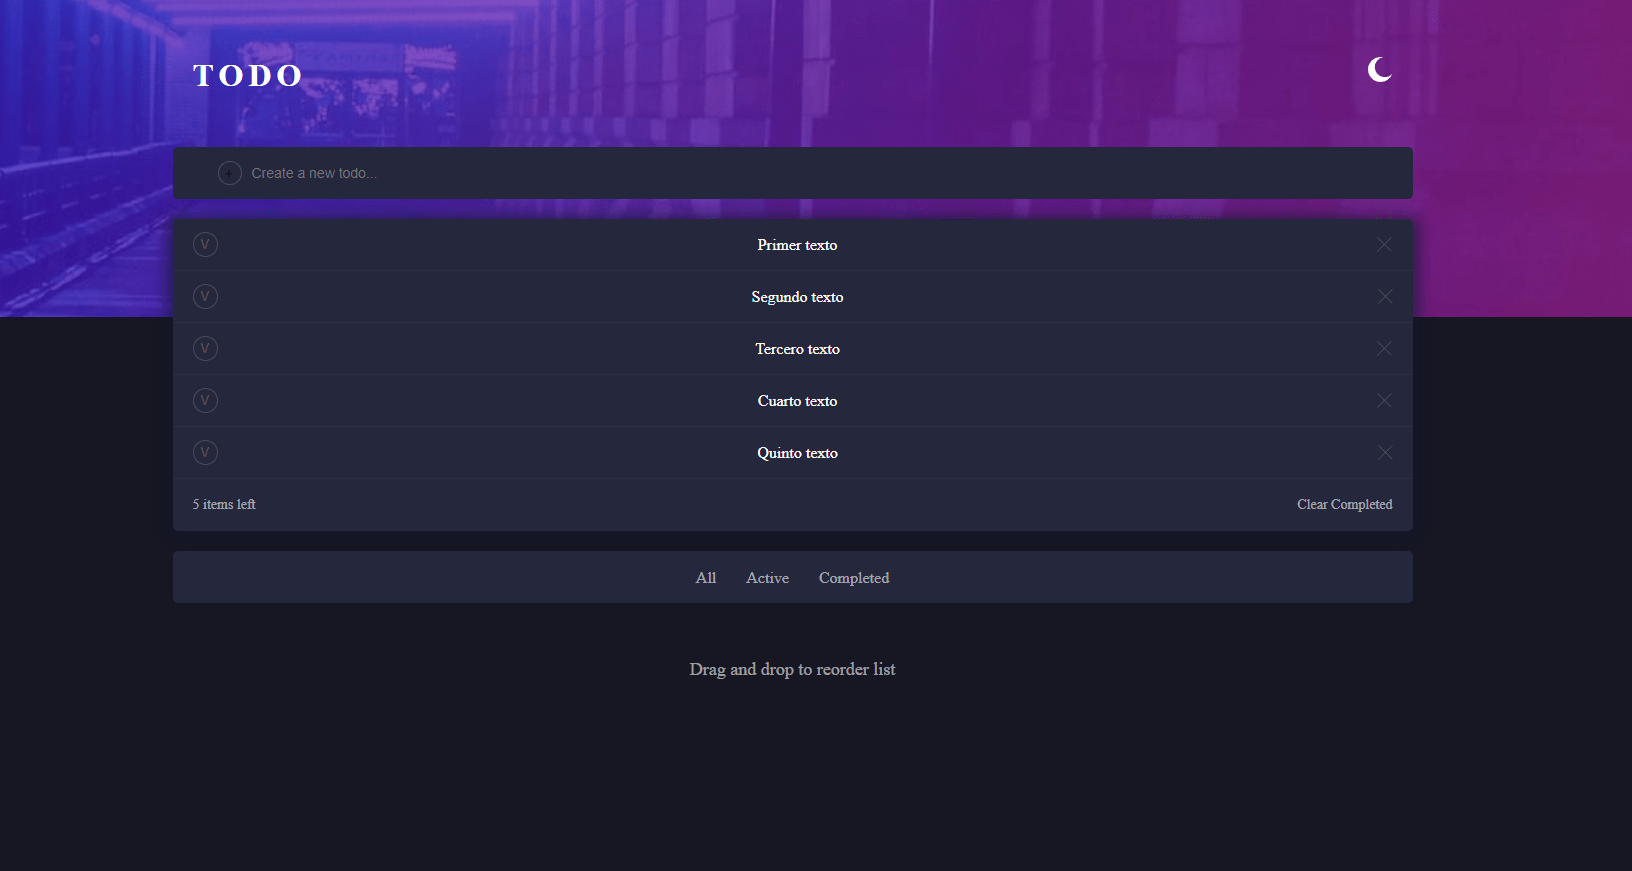 TODO
+ Create a new todo...
V Primer texto
V Segundo texto
V Tercero texto
V Cuarto texto
V Quinto texto
5 items left Clear Completed
All Active Completed
Drag and drop to reorder list